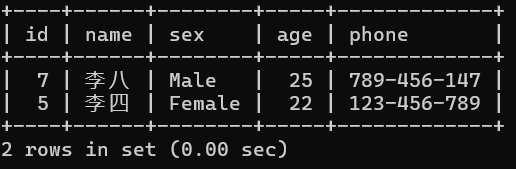 +----+------+--------+-----+-------------+
| id | name | sex    | age | phone       |
+----+------+--------+-----+-------------+
|  7 | 李八 | Male   |  25 | 789-456-147 |
|  5 | 李四 | Female |  22 | 123-456-789 |
+----+------+--------+-----+-------------+
2 rows in set (0.00 sec)